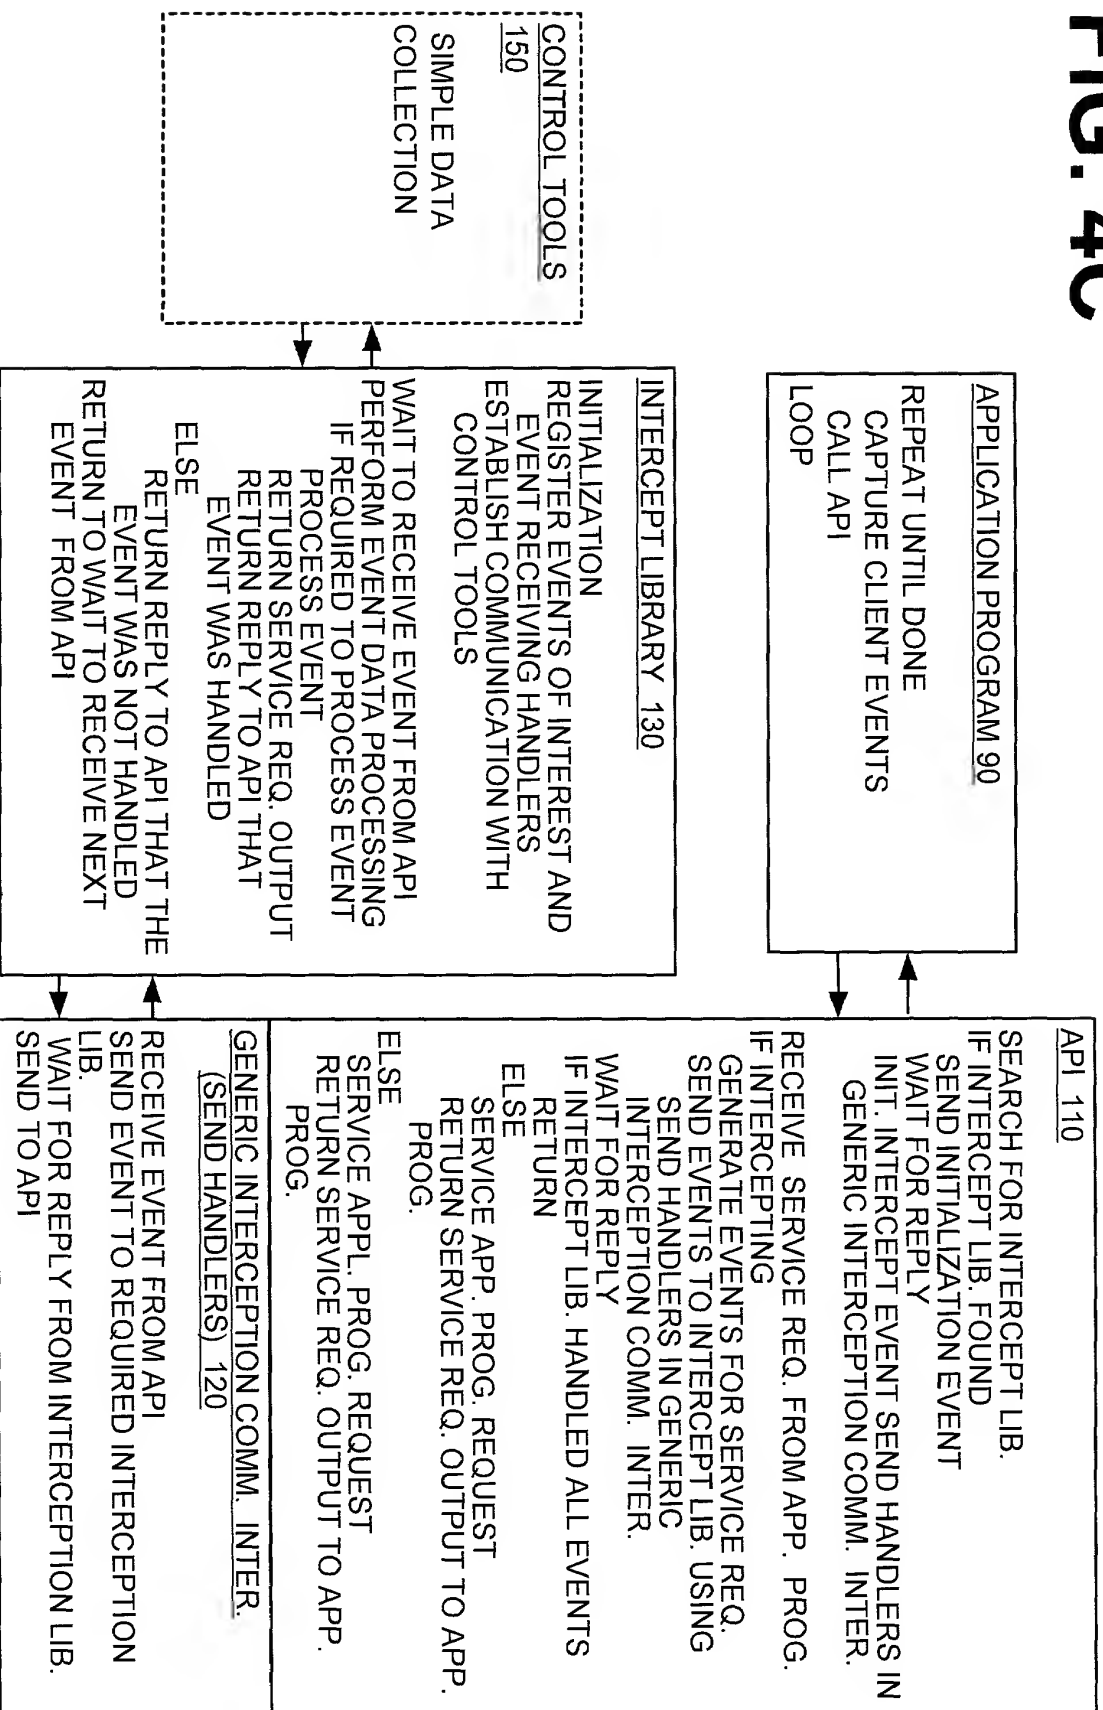 FIG. 4C
APPLICATION PROGRAM 90
REPEAT UNTIL DONE
CAPTURE CLIENT EVENTS
CALL API
LOOP
API 110
SEARCH FOR INTERCEPT LIB.
IF INTERCEPT LIB. FOUND
SEND INITIALIZATION EVENT
WAIT FOR REPLY
INIT. INTERCEPT EVENT SEND HANDLERS IN
GENERIC INTERCEPTION COMM. INTER.
RECEIVE SERVICE REQ. FROM APP. PROG.
IF INTERCEPTING
GENERATE EVENTS FOR SERVICE REQ.
SEND EVENTS TO INTERCEPT LIB. USING
SEND HANDLERS IN GENERIC
INTERCEPTION COMM. INTER.
WAIT FOR REPLY
IF INTERCEPT LIB. HANDLED ALL EVENTS
RETURN
ELSE
SERVICE APP. PROG. REQUEST
RETURN SERVICE REQ. OUTPUT TO APP.
PROG.
ELSE
SERVICE APPL. PROG. REQUEST
RETURN SERVICE REQ. OUTPUT TO APP.
PROG.
CONTROL TOOLS
150
SIMPLE DATA
COLLECTION
INTERCEPT LIBRARY 130
INITIALIZATION
REGISTER EVENTS OF INTEREST AND
EVENT RECEIVING HANDLERS
ESTABLISH COMMUNICATION WITH
CONTROL TOOLS
WAIT TO RECEIVE EVENT FROM API
PERFORM EVENT DATA PROCESSING
IF REQUIRED TO PROCESS EVENT
PROCESS EVENT
RETURN SERVICE REQ. OUTPUT
RETURN REPLY TO API THAT
EVENT WAS HANDLED
ELSE
RETURN REPLY TO API THAT THE
EVENT WAS NOT HANDLED
RETURN TO WAIT TO RECEIVE NEXT
EVENT FROM API
GENERIC INTERCEPTION COMM. INTER.
(SEND HANDLERS) 120
RECEIVE EVENT FROM API
SEND EVENT TO REQUIRED INTERCEPTION
LIB.
WAIT FOR REPLY FROM INTERCEPTION LIB.
SEND TO API